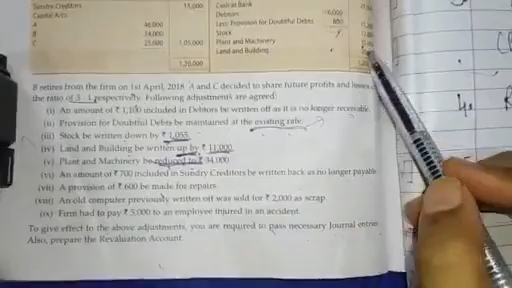 Sundry Creditors 15,000 Cash at Bank
Capital A/cs: Debtors 16,000
A 46,000 Less: Provision for Doubtful Debts 800
B 34,000 Stock
C 25,000 1,05,000 Plant and Machinery
Land and Building
1,20,000
B retires from the firm on 1st April, 2018. A and C decided to share future profits and losses
the ratio of 3 : 1 respectively. Following adjustments are agreed:
(i) An amount of ₹ 1,100 included in Debtors be written off as it is no longer receivable.
(ii) Provision for Doubtful Debts be maintained at the existing rate.
(iii) Stock be written down by ₹ 1,055.
(iv) Land and Building be written up by ₹ 11,000.
(v) Plant and Machinery be reduced to ₹ 34,000
(vi) An amount of ₹ 700 included in Sundry Creditors be written back as no longer payable
(vii) A provision of ₹ 600 be made for repairs.
(viii) An old computer previously written off was sold for ₹ 2,000 as scrap.
(ix) Firm had to pay ₹ 5,000 to an employee injured in an accident.
To give effect to the above adjustments, you are required to pass necessary Journal entries
Also, prepare the Revaluation Account.